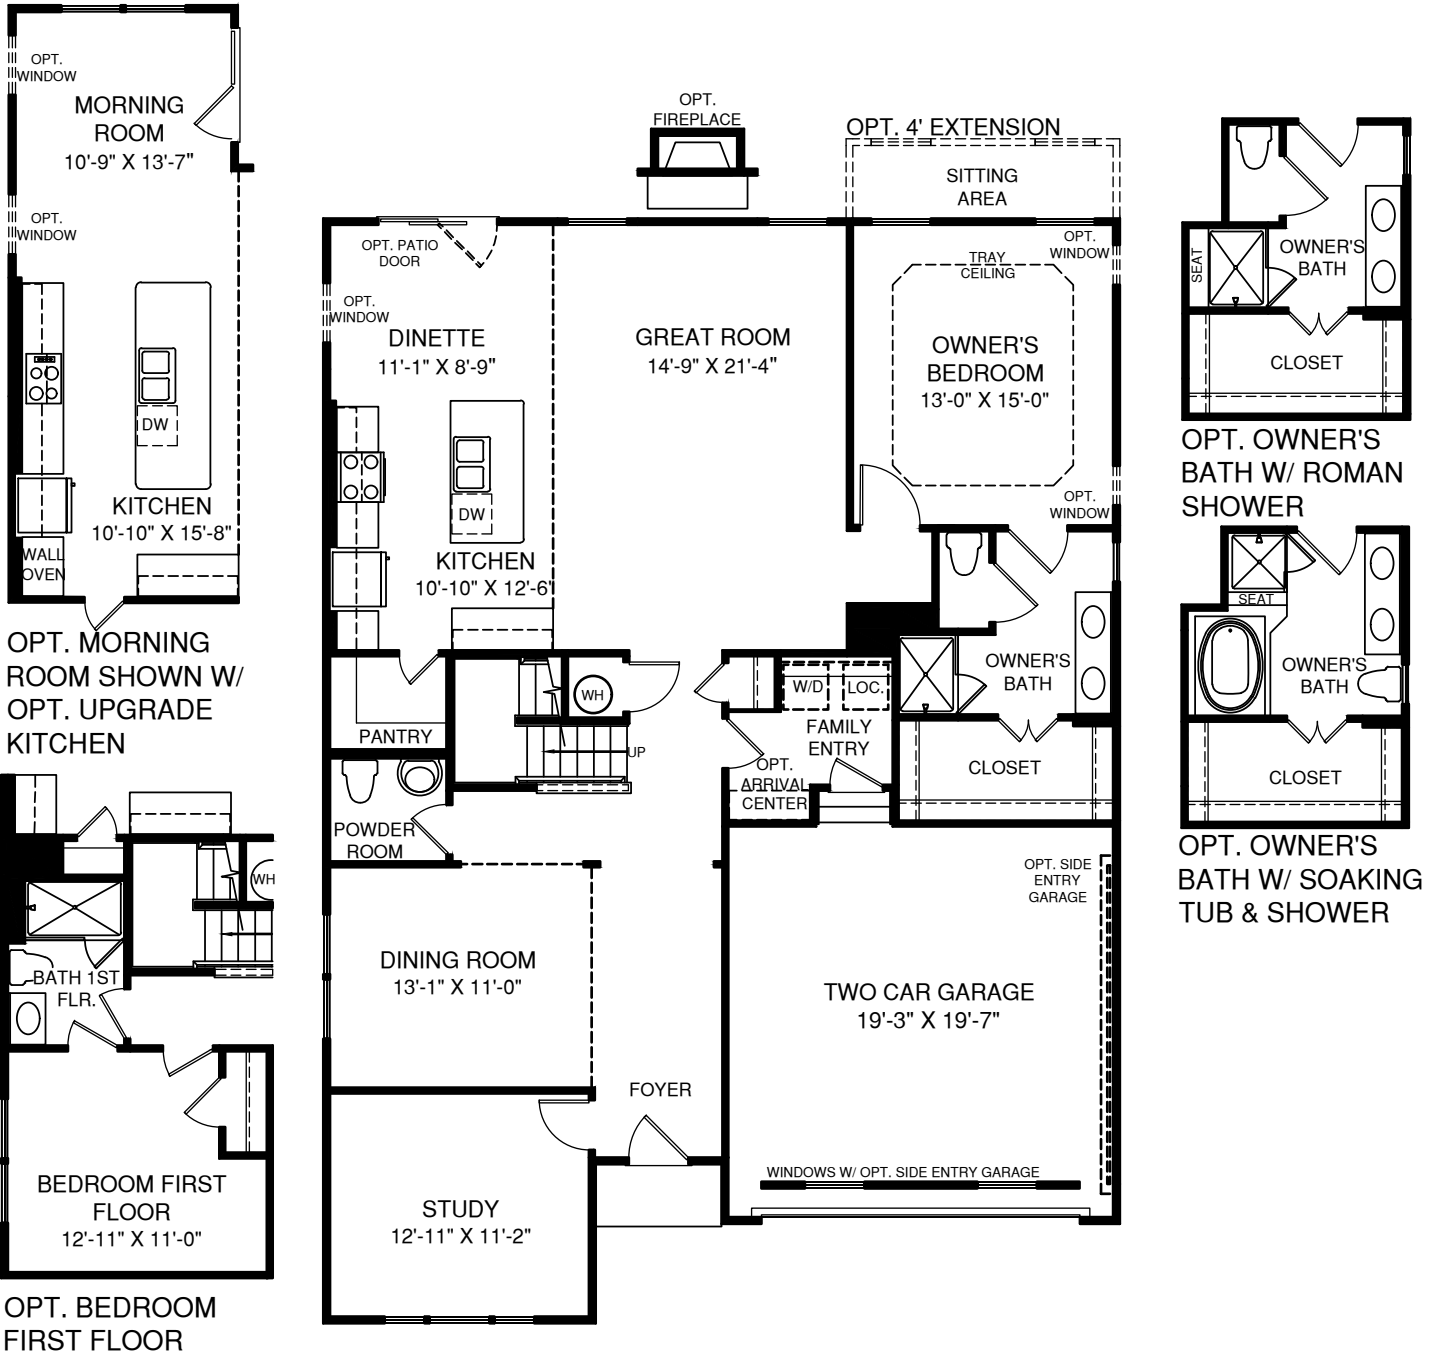 OPT.
WINDOW
MORNING
ROOM
10'-9" X 13'-7"
OPT.
WINDOW
DW
KITCHEN
10'-10" X 15'-8"
WALL
OVEN
OPT. MORNING
ROOM SHOWN W/
OPT. UPGRADE
KITCHEN
WH
BATH 1ST
FLR.
BEDROOM FIRST
FLOOR
12'-11" X 11'-0"
OPT. BEDROOM
FIRST FLOOR
OPT.
FIREPLACE
OPT. 4' EXTENSION
SITTING
AREA
OPT. PATIO
DOOR
OPT.
WINDOW
DINETTE
11'-1" X 8'-9"
GREAT ROOM
14'-9" X 21'-4"
OPT.
WINDOW
TRAY
CEILING
OWNER'S
BEDROOM
13'-0" X 15'-0"
OPT.
WINDOW
DW
KITCHEN
10'-10" X 12'-6'
PANTRY
WH
UP
W/D
LOC.
FAMILY
ENTRY
OPT.
ARRIVAL
CENTER
OWNER'S
BATH
CLOSET
POWDER
ROOM
DINING ROOM
13'-1" X 11'-0"
FOYER
STUDY
12'-11" X 11'-2"
OPT. SIDE
ENTRY
GARAGE
TWO CAR GARAGE
19'-3" X 19'-7"
WINDOWS W/ OPT. SIDE ENTRY GARAGE
SEAT
OWNER'S
BATH
CLOSET
OPT. OWNER'S
BATH W/ ROMAN
SHOWER
SEAT
OWNER'S
BATH
CLOSET
OPT. OWNER'S
BATH W/ SOAKING
TUB & SHOWER